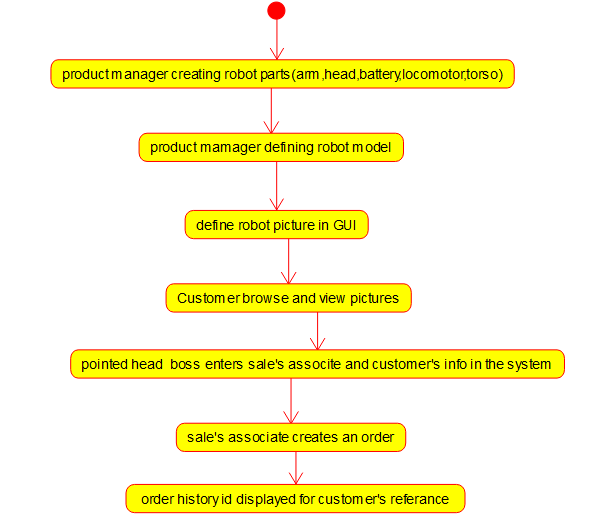 product manager creating robot parts(arm,head,battery,locomotor,torso)
product mamager defining robot model
define robot picture in GUI
Customer browse and view pictures
pointed head boss enters sale's associte and customer's info in the system
sale's associate creates an order
order history id displayed for customer's referance